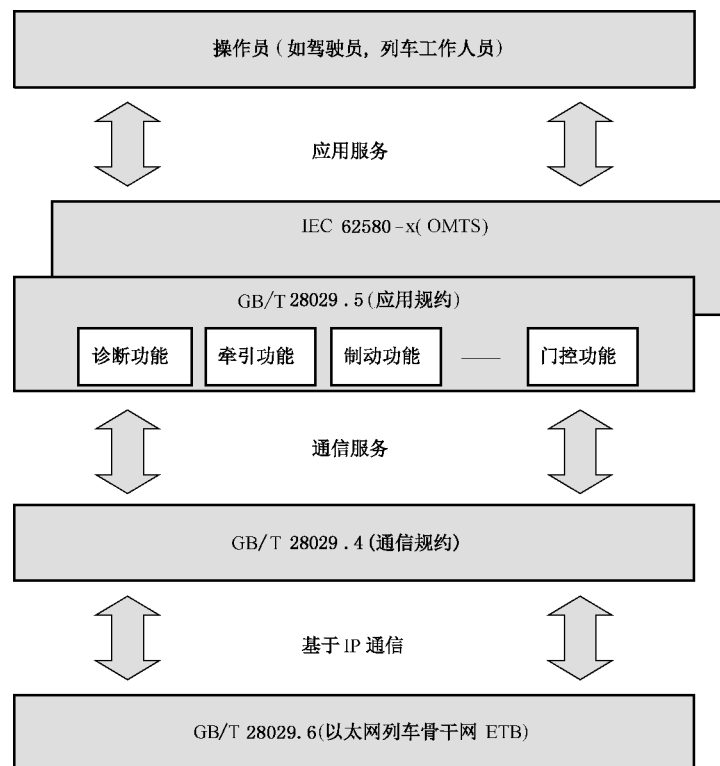 操作员(如驾驶员,列车工作人员)
应用服务
IEC 62580-x(OMTS)
GB/T 28029.5(应用规约)
诊断功能 牵引功能 制动功能 —— 门控功能
通信服务
GB/T 28029.4(通信规约)
基于IP通信
GB/T 28029.6(以太网列车骨干网 ETB)